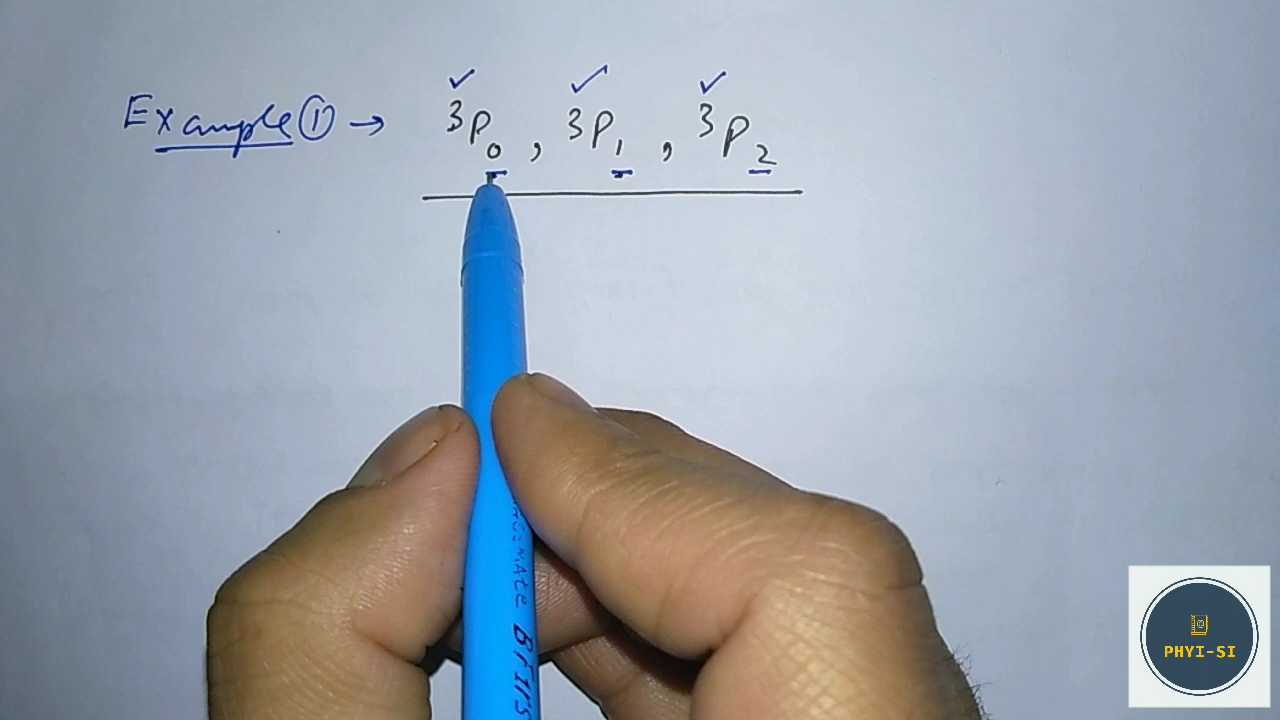 Example ① → ³P₀ , ³P₁ , ³P₂
PHYI-SI